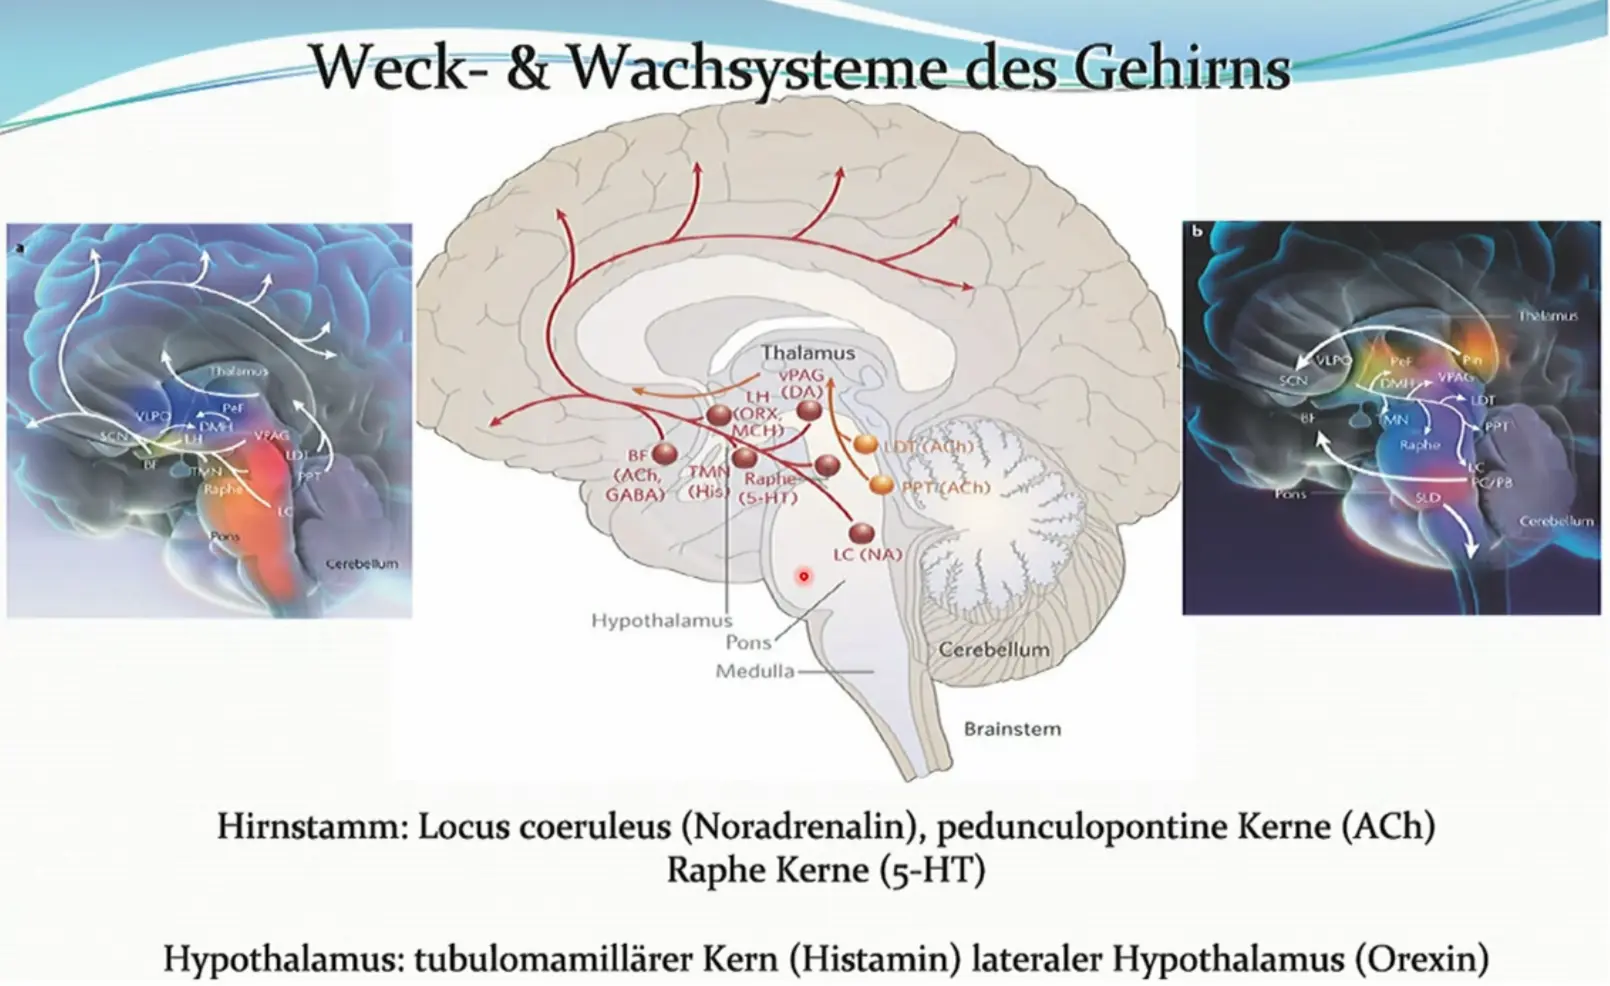 Weck- & Wachsysteme des Gehirns
a
Thalamus
VLPO
PeF
DMH
SCN
LH
VPAG
BF
TMN
LDT
PPT
Raphe
LC
Pons
Cerebellum
Thalamus
vPAG
(DA)
LH
(ORX,
MCH)
LDT (ACh)
BF
(ACh,
GABA)
TMN
(His)
Raphe
(5-HT)
PPT (ACh)
LC (NA)
Hypothalamus
Pons
Medulla
Cerebellum
Brainstem
b
Thalamus
VLPO
PeF
Pin
SCN
DMH
VPAG
LDT
BF
TMN
PPT
Raphe
LC
PC/PB
Pons
SLD
Cerebellum
Hirnstamm: Locus coeruleus (Noradrenalin), pedunculopontine Kerne (ACh)
Raphe Kerne (5-HT)
Hypothalamus: tubulomamillärer Kern (Histamin) lateraler Hypothalamus (Orexin)